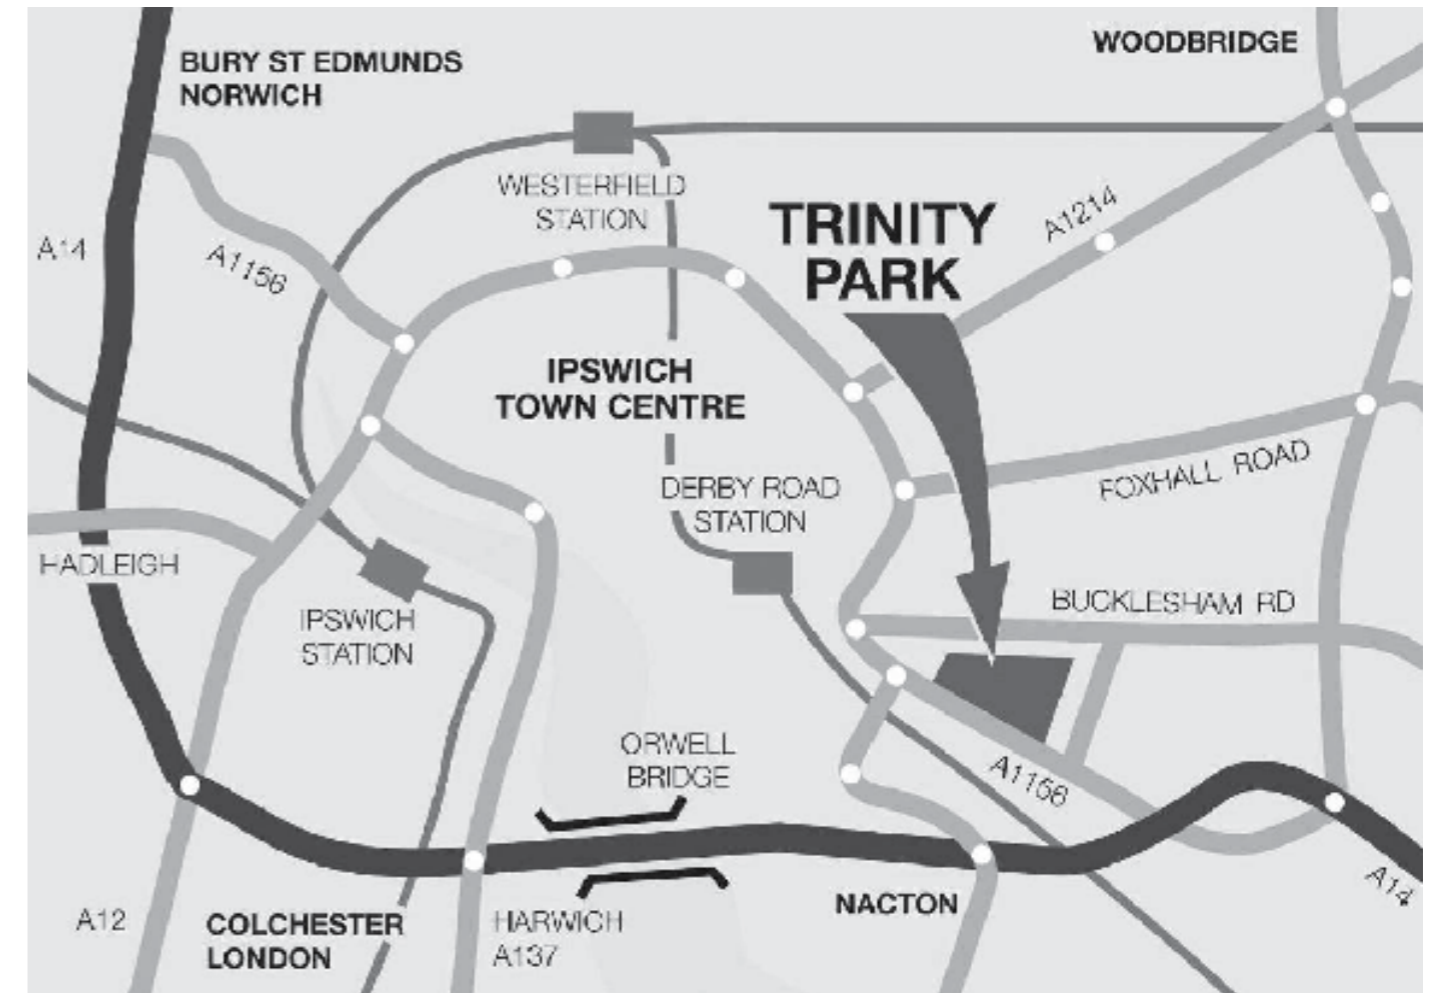 BURY ST EDMUNDS
NORWICH
WOODBRIDGE
WESTERFIELD
STATION
A14
A1156
TRINITY
PARK
A1214
IPSWICH
TOWN CENTRE
DERBY ROAD
STATION
FOXHALL ROAD
HADLEIGH
IPSWICH
STATION
BUCKLESHAM RD
ORWELL
BRIDGE
A1156
A14
NACTON
A12
COLCHESTER
LONDON
HARWICH
A137